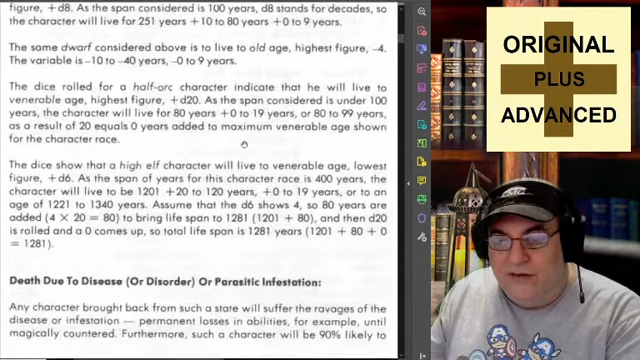 figure, +d8. As the span considered is 100 years, d8 stands for decades, so
the character will live for 251 years +10 to 80 years +0 to 9 years.
The same dwarf considered above is to live to old age, highest figure, –4.
The variable is –10 to –40 years, –0 to 9 years.
The dice rolled for a half-orc character indicate that he will live to
venerable age, highest figure, +d20. As the span considered is under 100
years, the character will live for 80 years +0 to 19 years, or 80 to 99 years,
as a result of 20 equals 0 years added to maximum venerable age shown
for the character race.
The dice show that a high elf character will live to venerable age, lowest
figure, +d6. As the span of years for this character race is 400 years, the
character will live to be 1201 +20 to 120 years, +0 to 19 years, or to an
age of 1221 to 1340 years. Assume that the d6 shows 4, so 80 years are
added (4 × 20 = 80) to bring life span to 1281 (1201 + 80), and then d20
is rolled and a 0 comes up, so total life span is 1281 years (1201 + 80 + 0
= 1281).
Death Due To Disease (Or Disorder) Or Parasitic Infestation:
Any character brought back from such a state will suffer the ravages of the
disease or infestation — permanent losses in abilities, for example, until
magically countered. Furthermore, such a character will be 90% likely to
ORIGINAL
PLUS
ADVANCED